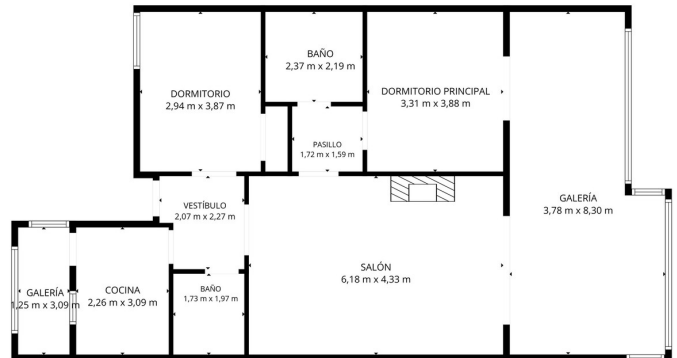 BAÑO
2,37 m x 2,19 m
DORMITORIO
2,94 m x 3,87 m
DORMITORIO PRINCIPAL
3,31 m x 3,88 m
PASILLO
1,72 m x 1,59 m
VESTÍBULO
2,07 m x 2,27 m
GALERÍA
3,78 m x 8,30 m
SALÓN
6,18 m x 4,33 m
GALERÍA
1,25 m x 3,09 m
COCINA
2,26 m x 3,09 m
BAÑO
1,73 m x 1,97 m